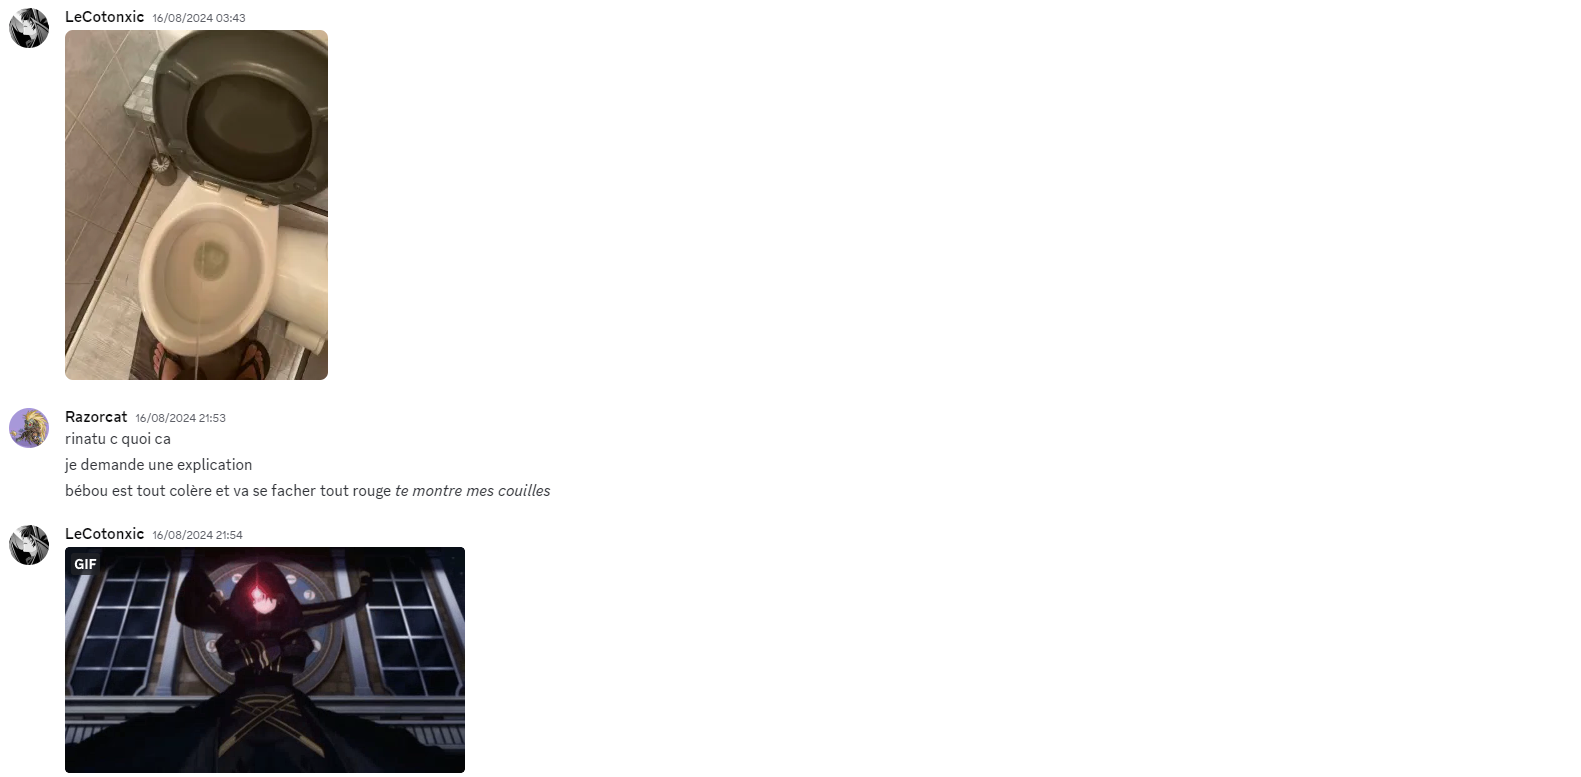 LeCotonxic 16/08/2024 03:43
Razorcat 16/08/2024 21:53
rinatu c quoi ca
je demande une explication
bébou est tout colère et va se facher tout rouge te montre mes couilles
LeCotonxic 16/08/2024 21:54
GIF